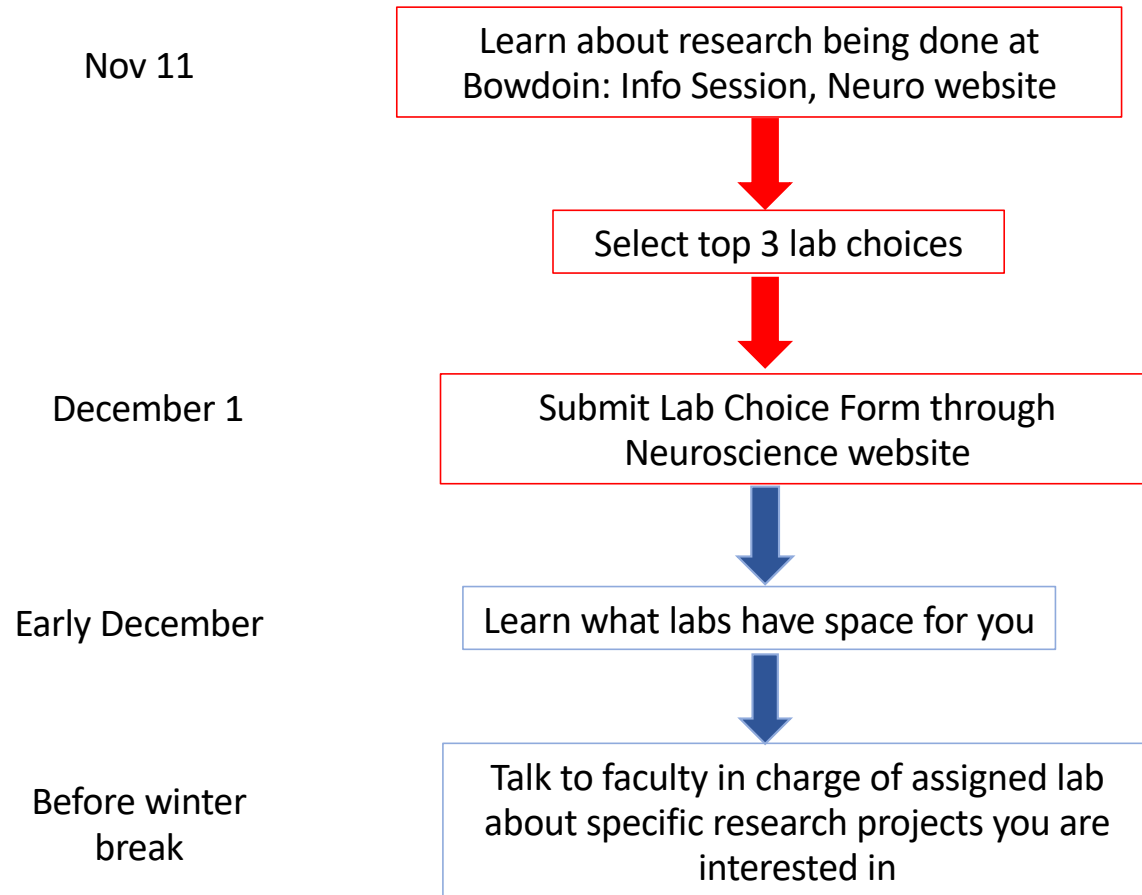 Nov 11
Learn about research being done at
Bowdoin: Info Session, Neuro website
Select top 3 lab choices
December 1
Submit Lab Choice Form through
Neuroscience website
Early December
Learn what labs have space for you
Before winter
break
Talk to faculty in charge of assigned lab
about specific research projects you are
interested in